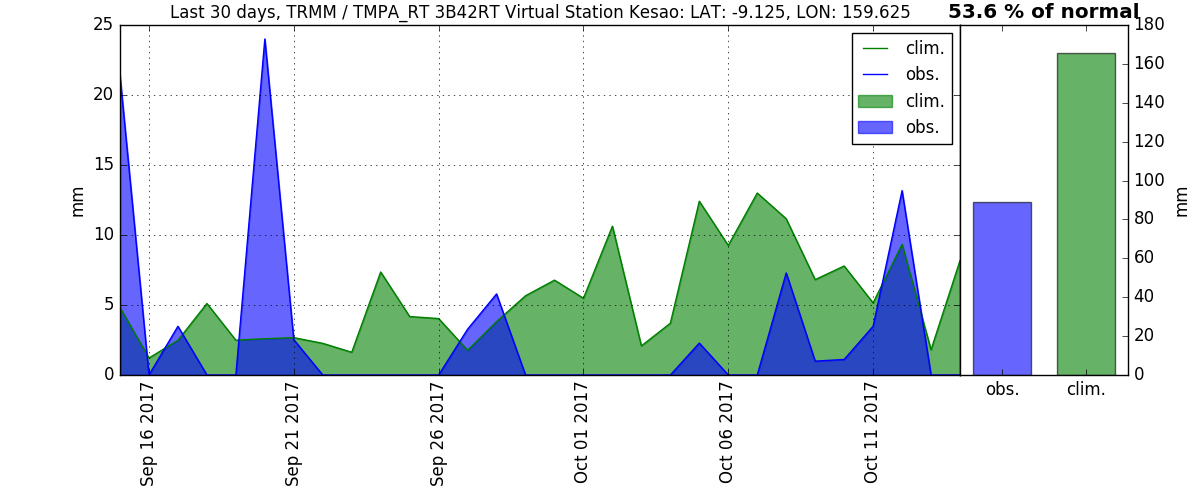 Last 30 days, TRMM / TMPA_RT 3B42RT Virtual Station Kesao: LAT: -9.125, LON: 159.625
53.6 % of normal
25
20
15
10
5
0
mm
clim.
obs.
clim.
obs.
Sep 16 2017
Sep 21 2017
Sep 26 2017
Oct 01 2017
Oct 06 2017
Oct 11 2017
180
160
140
120
100
80
60
40
20
0
mm
obs.
clim.